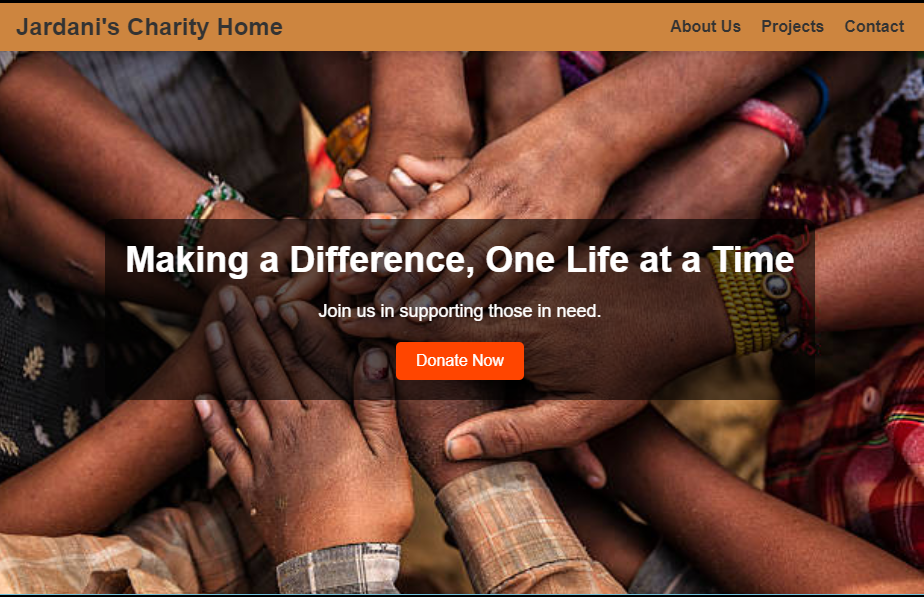 Jardani's Charity Home
About Us Projects Contact
Making a Difference, One Life at a Time
Join us in supporting those in need.
Donate Now